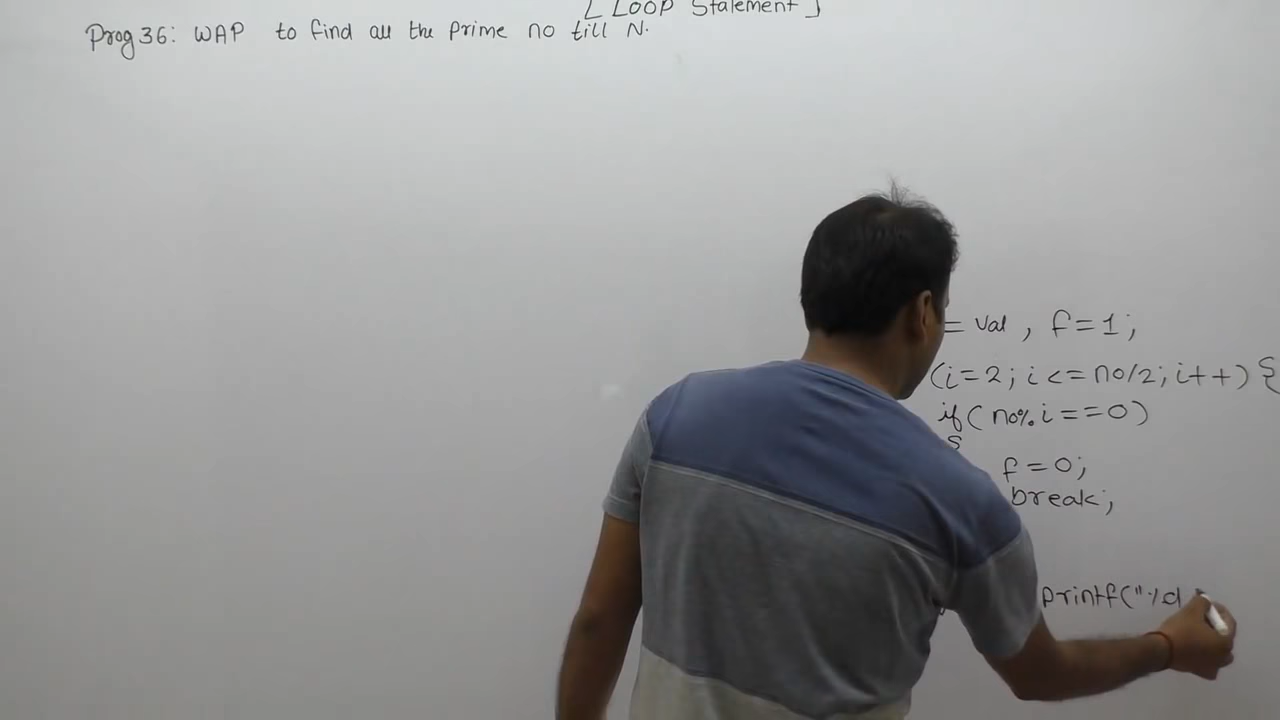 [ Loop Statement ]
Prog 36: WAP to find all the prime no till N.
= val , f=1;
(i=2; i<=no/2; i++) {
if( no%i==0)
{
f=0;
break;
printf("%d